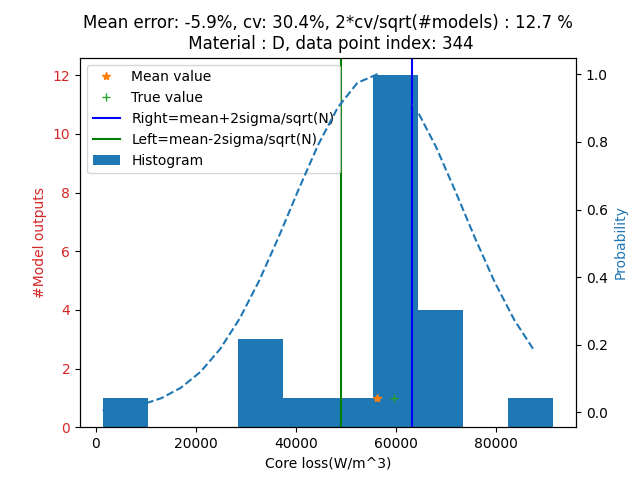 Mean error: -5.9%, cv: 30.4%, 2*cv/sqrt(#models) : 12.7 %
Material : D, data point index: 344
Mean value
True value
Right=mean+2sigma/sqrt(N)
Left=mean-2sigma/sqrt(N)
Histogram
#Model outputs
12
10
8
6
4
2
0
1.0
0.8
0.6
0.4
0.2
0.0
Probability
0 20000 40000 60000 80000
Core loss(W/m^3)